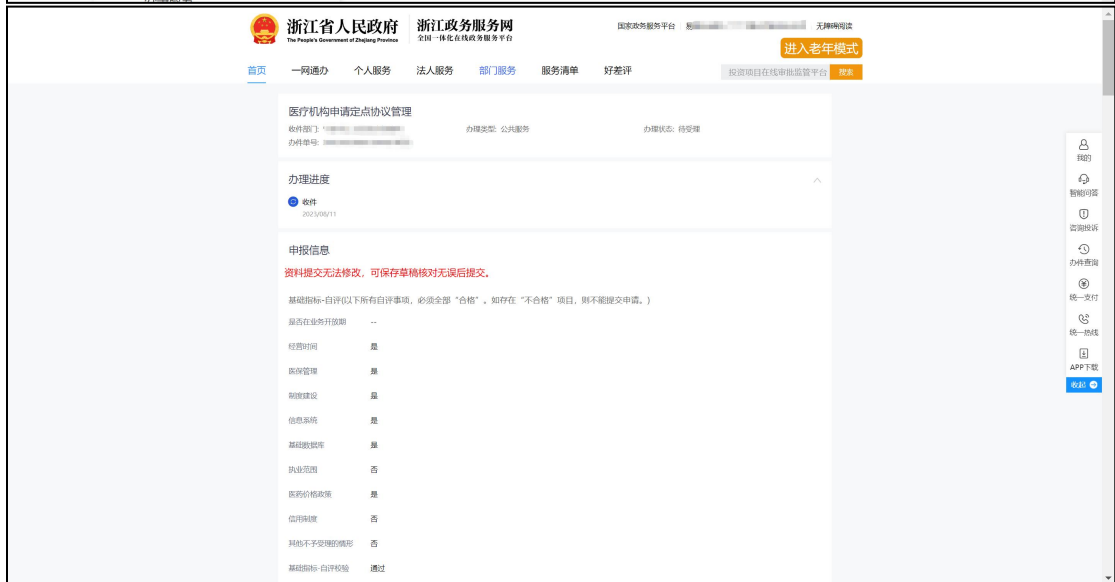 浙江省人民政府
The People's Government of Zhejiang Province
浙江政务服务网
全国一体化在线政务服务平台
国家政务服务平台
无障碍阅读
进入老年模式
首页 一网通办 个人服务 法人服务 部门服务 服务清单 好差评
投资项目在线审批监管平台 搜索
医疗机构申请定点协议管理
收件部门:
办理类型: 公共服务
办理状态: 待受理
办件单号:
办理进度
收件
2023/08/11
申报信息
资料提交无法修改，可保存草稿核对无误后提交。
基础指标-自评(以下所有自评事项，必须全部“合格”。如存在“不合格”项目，则不能提交申请。)
是否在业务开放期 --
经营时间 是
医保管理 是
制度建设 是
信息系统 是
基础数据库 是
执业范围 否
医药价格政策 是
信用制度 否
其他不予受理的情形 否
基础指标-自评校验 通过
我的
智能问答
咨询投诉
办件查询
统一支付
统一热线
APP下载
收起